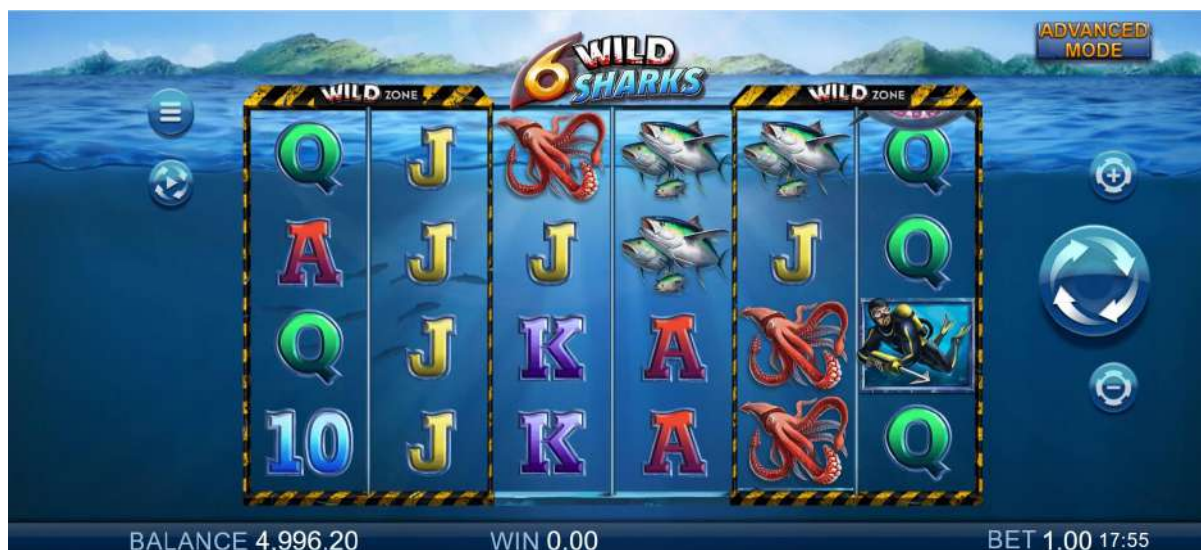 ADVANCED
MODE
6 WILD
SHARKS
WILD ZONE
WILD ZONE
Q J Q
A J J J Q
Q J K A
10 J K A Q
BALANCE 4,996.20 WIN 0.00 BET 1.00 17:55